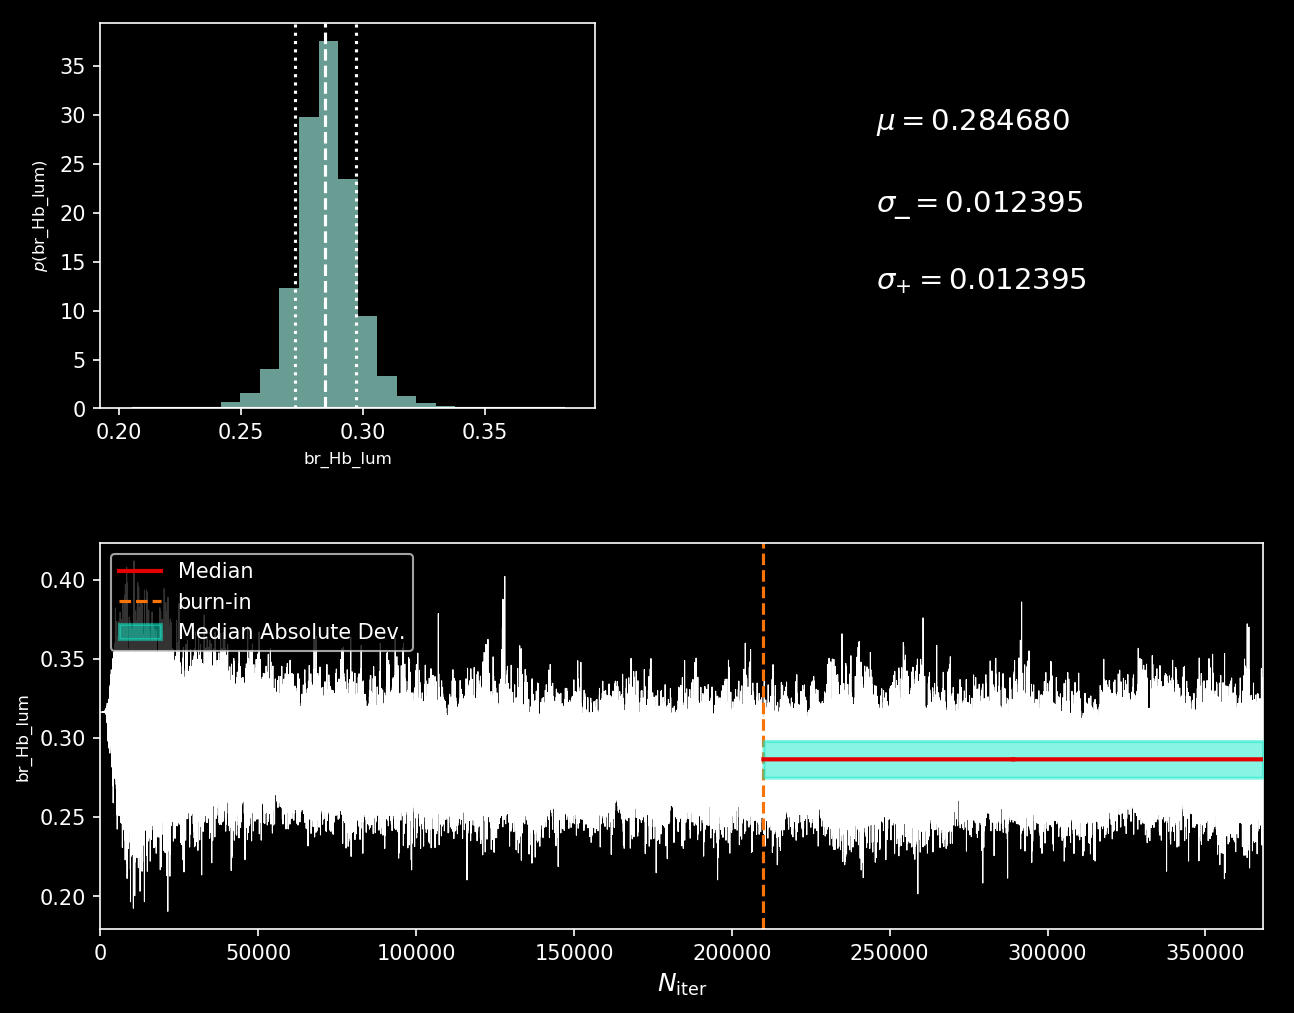 35
30
25
20
15
10
5
0
p(br_Hb_lum)
0.20 0.25 0.30 0.35
br_Hb_lum
μ = 0.284680
σ₋ = 0.012395
σ₊ = 0.012395
Median
burn-in
Median Absolute Dev.
0.40
0.35
0.30
0.25
0.20
br_Hb_lum
0 50000 100000 150000 200000 250000 300000 350000
N_iter